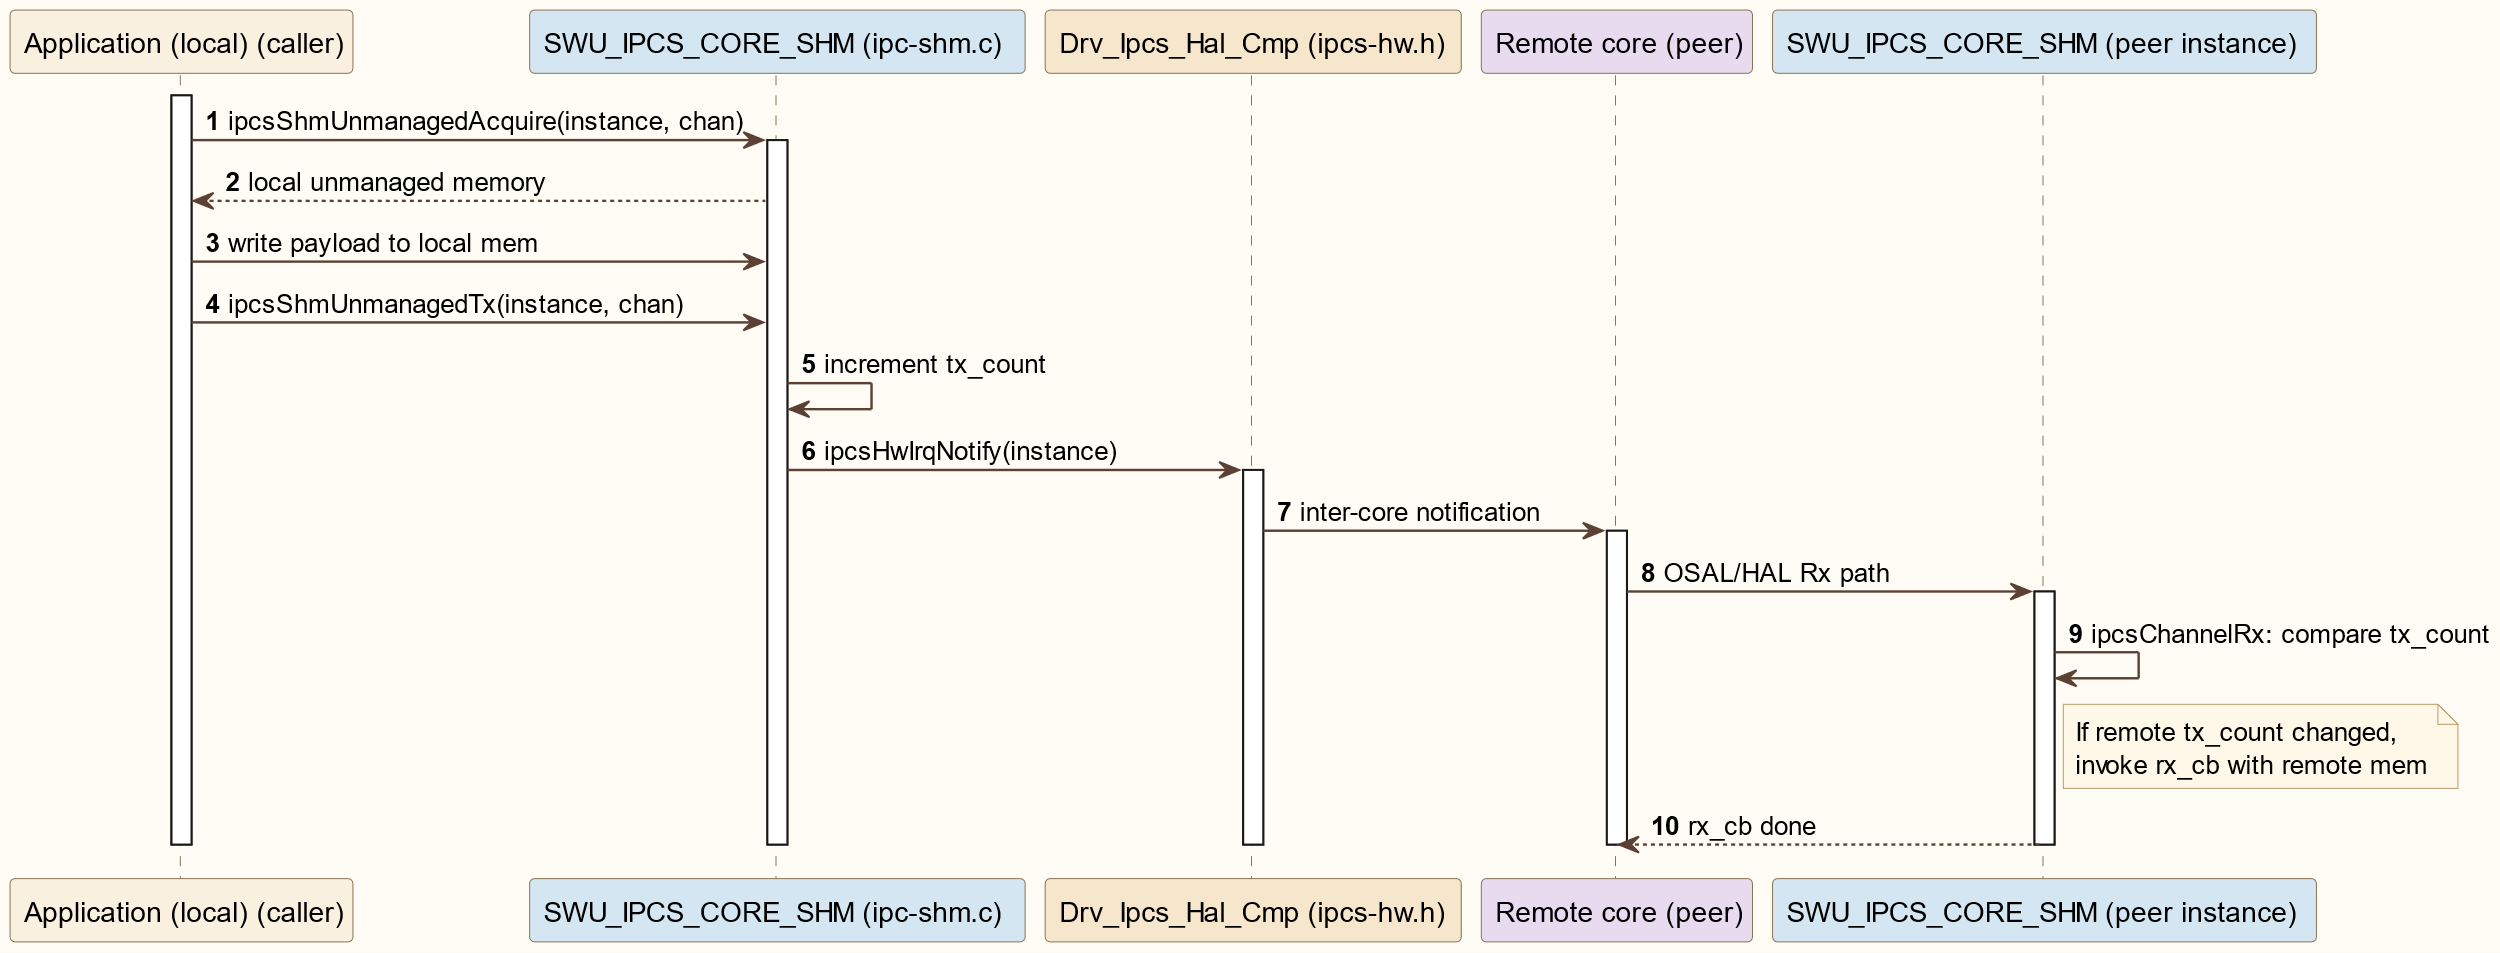 Application (local) (caller)
SWU_IPCS_CORE_SHM (ipc-shm.c)
Drv_Ipcs_Hal_Cmp (ipcs-hw.h)
Remote core (peer)
SWU_IPCS_CORE_SHM (peer instance)
1 ipcsShmUnmanagedAcquire(instance, chan)
2 local unmanaged memory
3 write payload to local mem
4 ipcsShmUnmanagedTx(instance, chan)
5 increment tx_count
6 ipcsHwIrqNotify(instance)
7 inter-core notification
8 OSAL/HAL Rx path
9 ipcsChannelRx: compare tx_count
If remote tx_count changed,
invoke rx_cb with remote mem
10 rx_cb done
Application (local) (caller)
SWU_IPCS_CORE_SHM (ipc-shm.c)
Drv_Ipcs_Hal_Cmp (ipcs-hw.h)
Remote core (peer)
SWU_IPCS_CORE_SHM (peer instance)